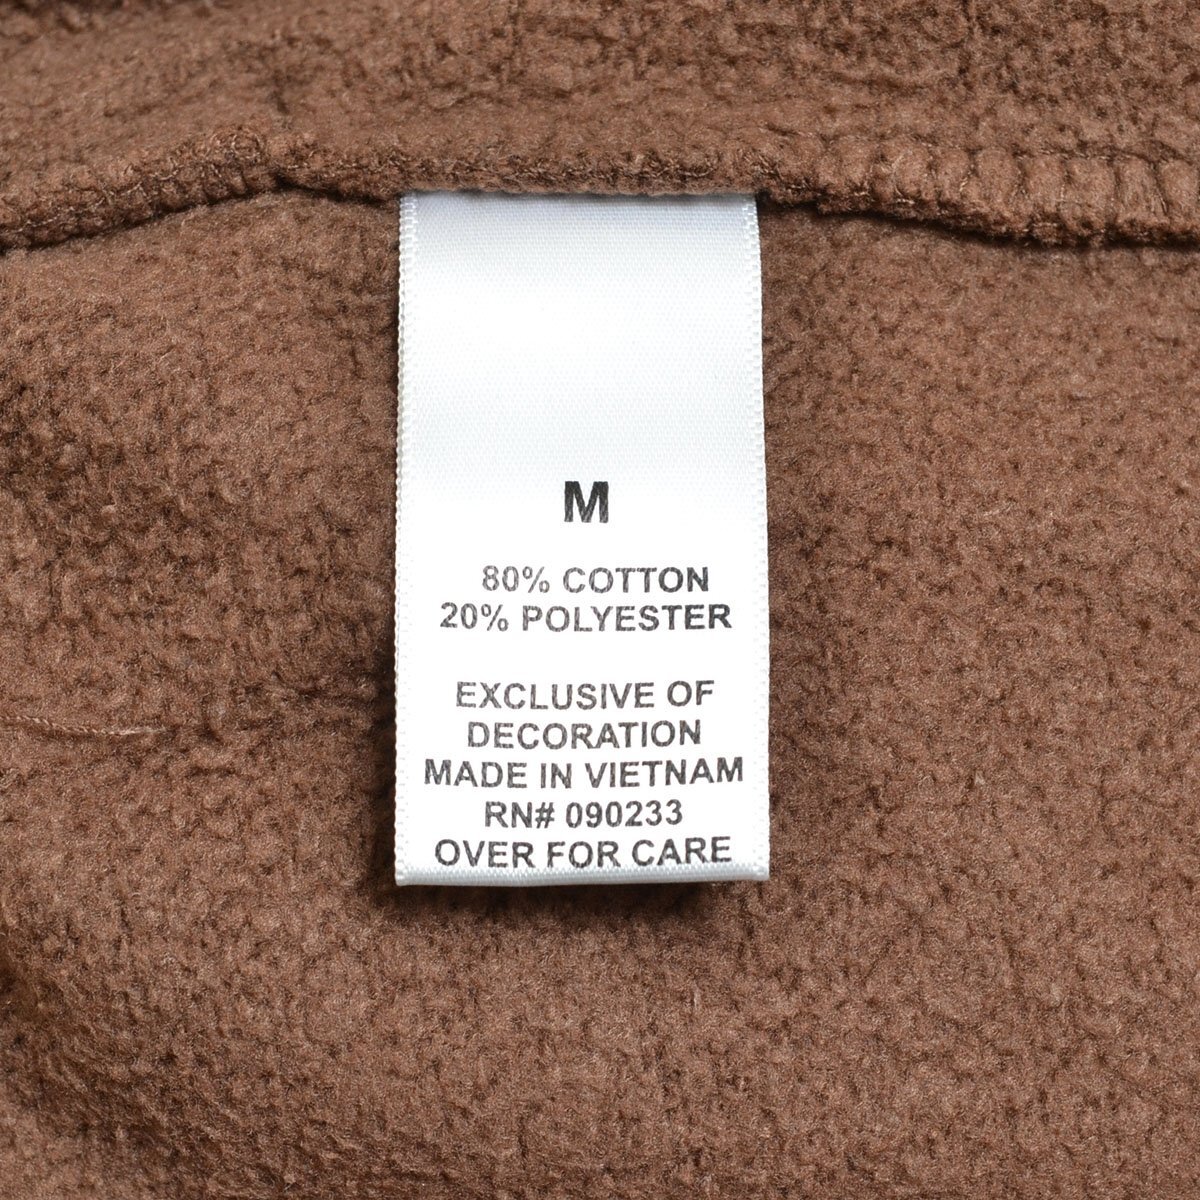 M
80% COTTON
20% POLYESTER
EXCLUSIVE OF
DECORATION
MADE IN VIETNAM
RN# 090233
OVER FOR CARE